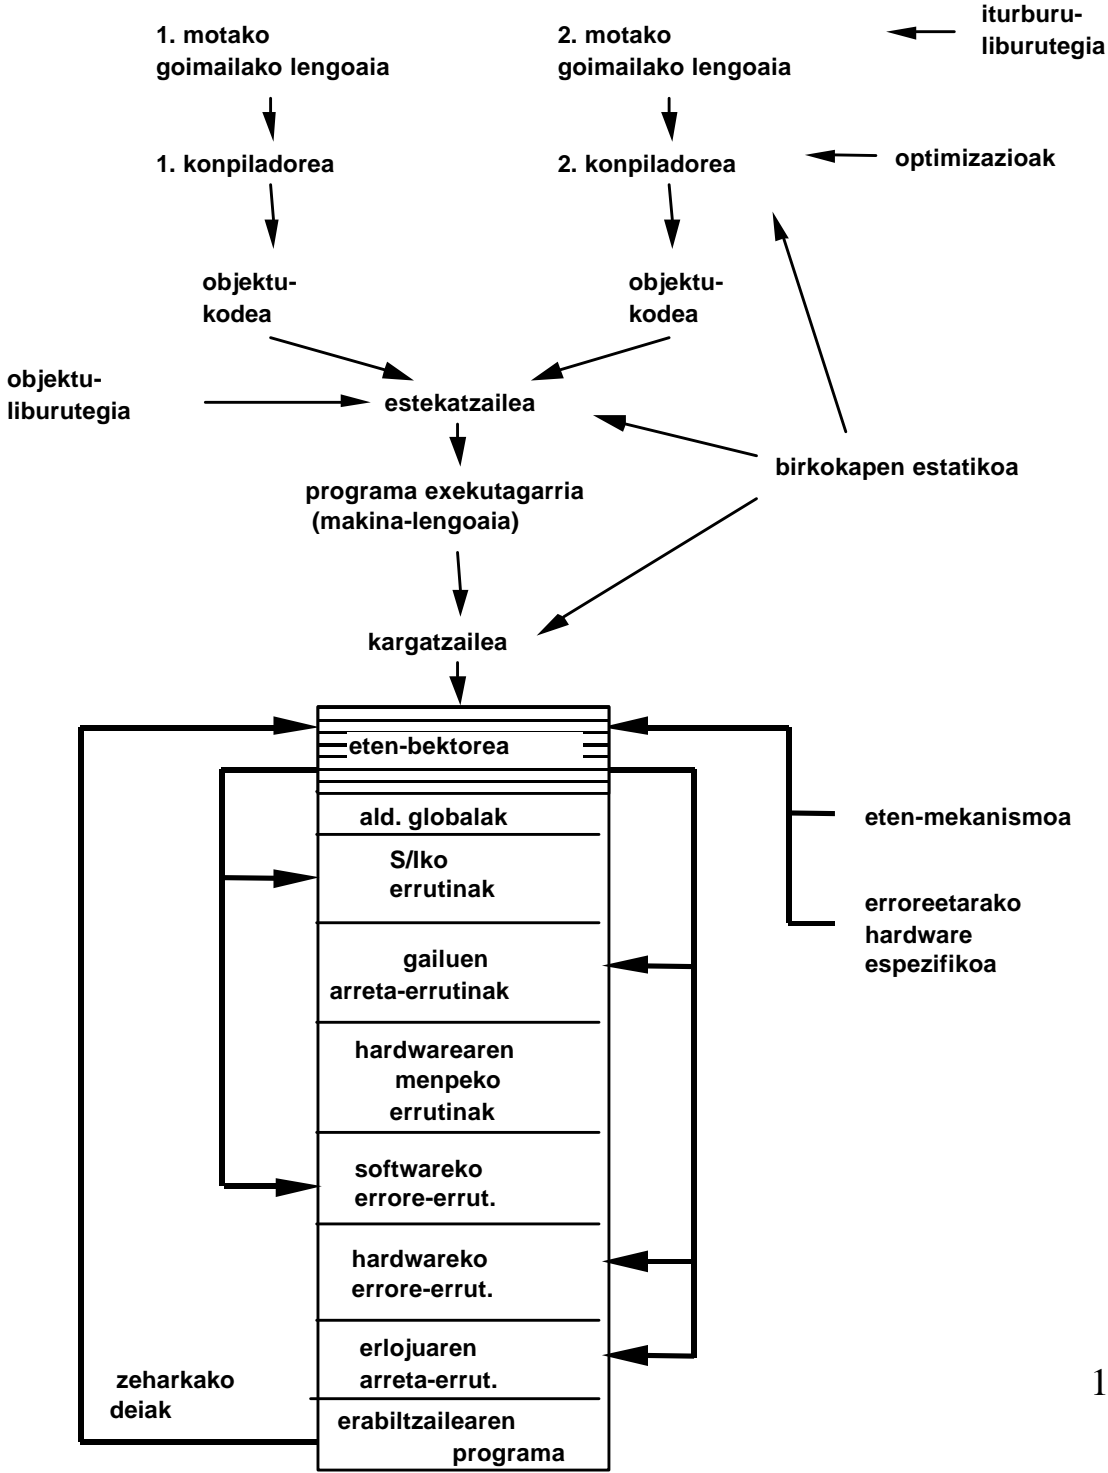 iturburu-
liburutegia
1. motako
goimailako lengoaia
2. motako
goimailako lengoaia
1. konpiladorea
2. konpiladorea
optimizazioak
objektu-
kodea
objektu-
kodea
objektu-
liburutegia
estekatzailea
birkokapen estatikoa
programa exekutagarria
(makina-lengoaia)
kargatzailea
eten-bektorea
ald. globalak
eten-mekanismoa
S/Iko
errutinak
erroreetarako
hardware
espezifikoa
gailuen
arreta-errutinak
hardwarearen
menpeko
errutinak
softwareko
errore-errut.
hardwareko
errore-errut.
erlojuaren
arreta-errut.
zeharkako
deiak
erabiltzailearen
programa
1